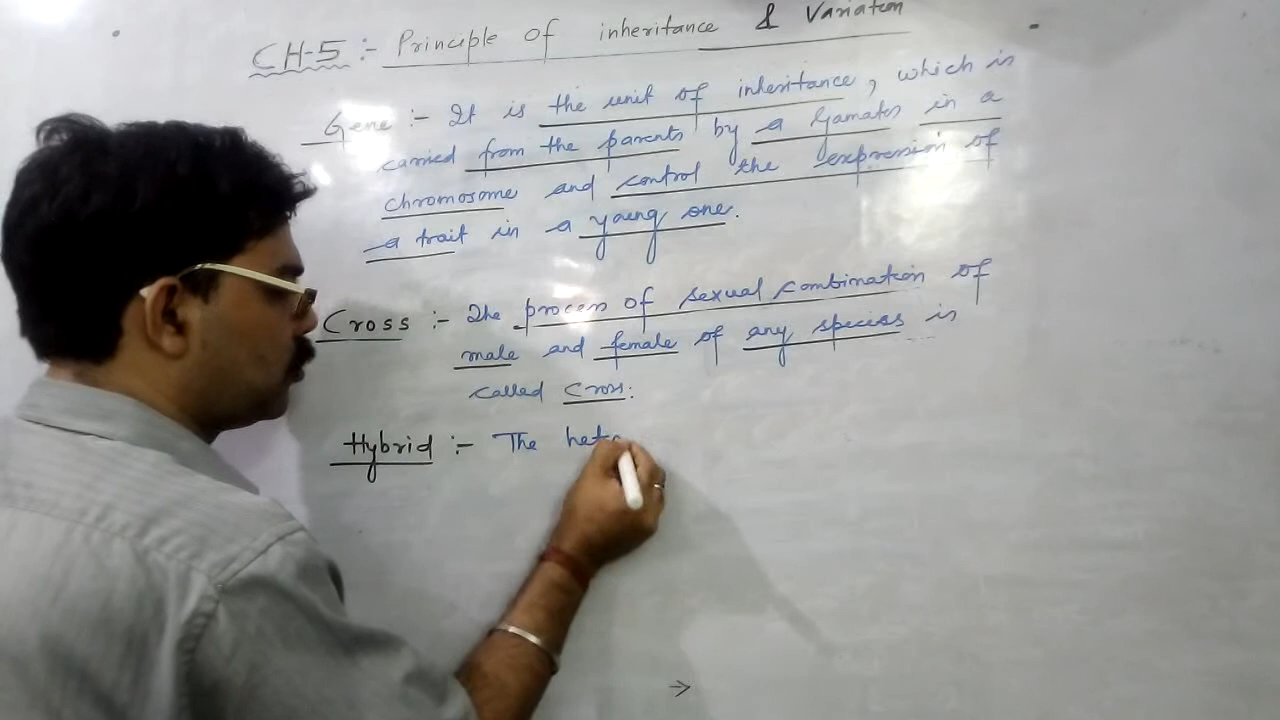 CH-5 :- Principle of inheritance & Variation
Gene :- It is the unit of inheritance, which is
carried from the parents by a Gamates in a
chromosome and control the expression of
a trait in a young one.
Cross :- The process of sexual combination of
male and female of any species is
called Cross:
Hybrid :- The het